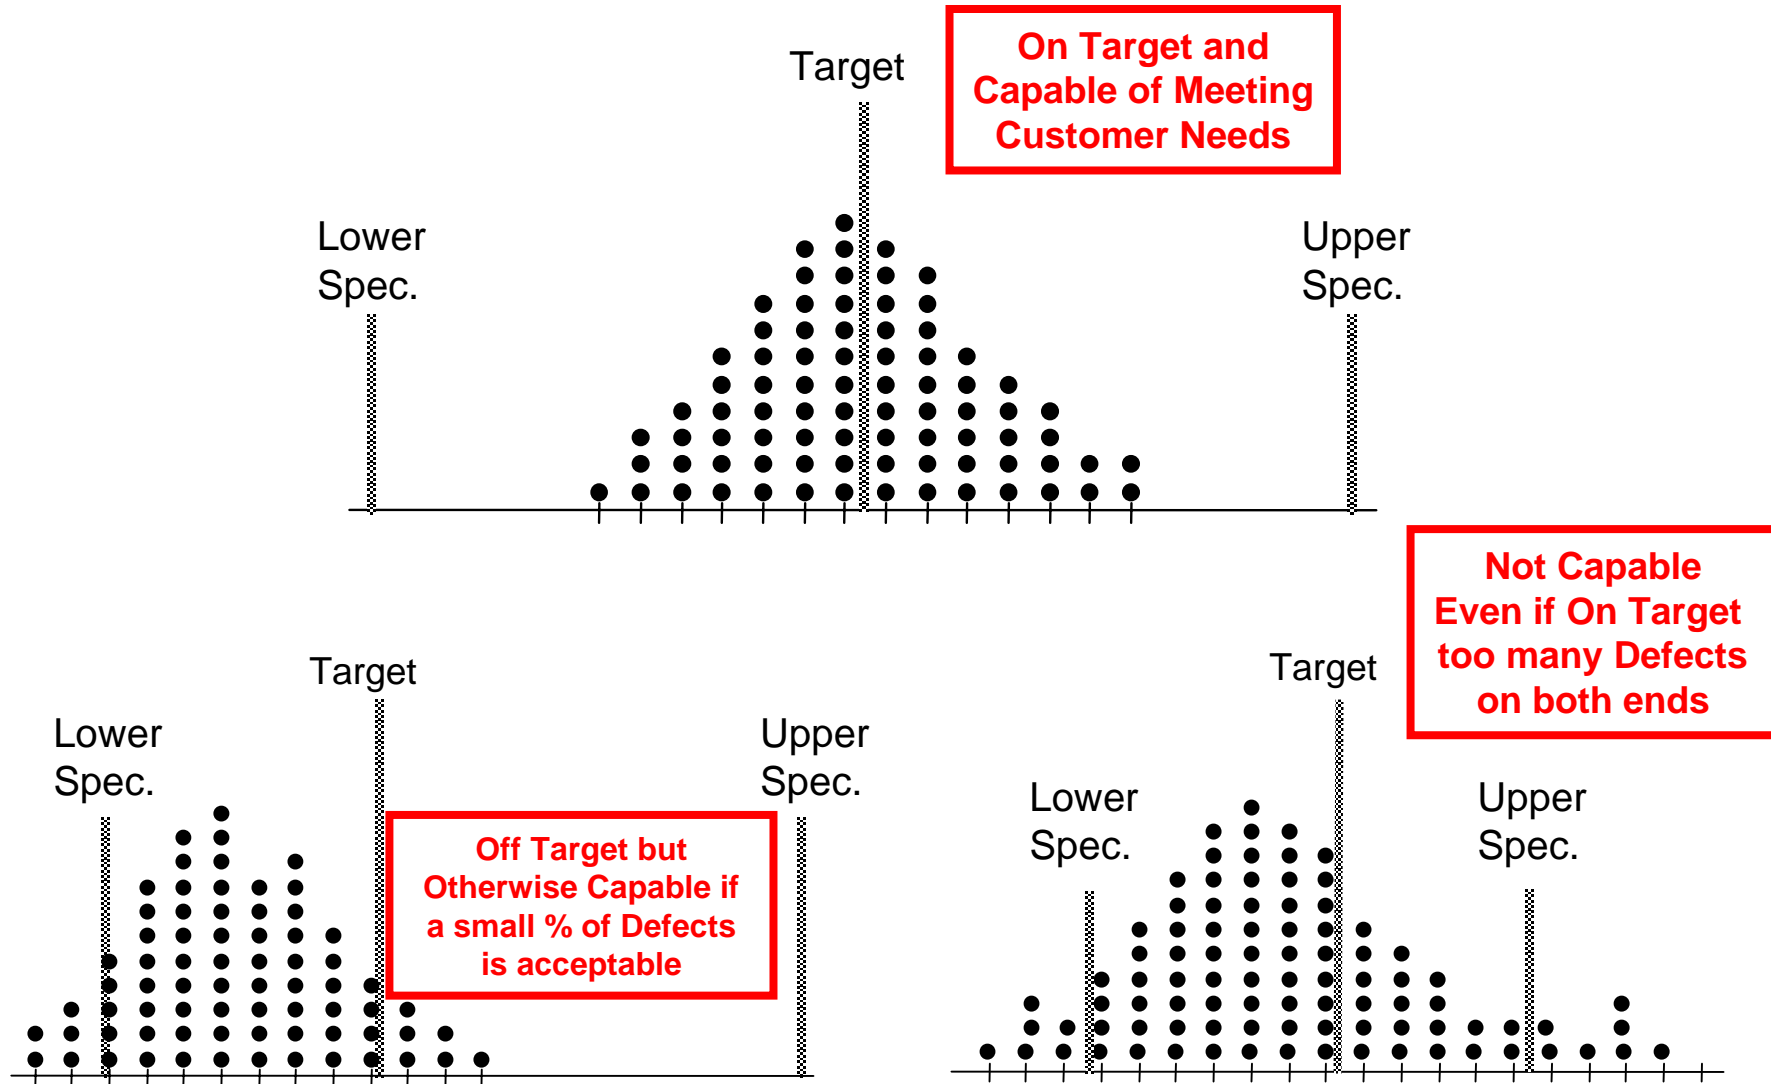 Target
On Target and
Capable of Meeting
Customer Needs
Lower
Spec.
Upper
Spec.
Not Capable
Even if On Target
too many Defects
on both ends
Target
Lower
Spec.
Upper
Spec.
Off Target but
Otherwise Capable if
a small % of Defects
is acceptable
Target
Lower
Spec.
Upper
Spec.